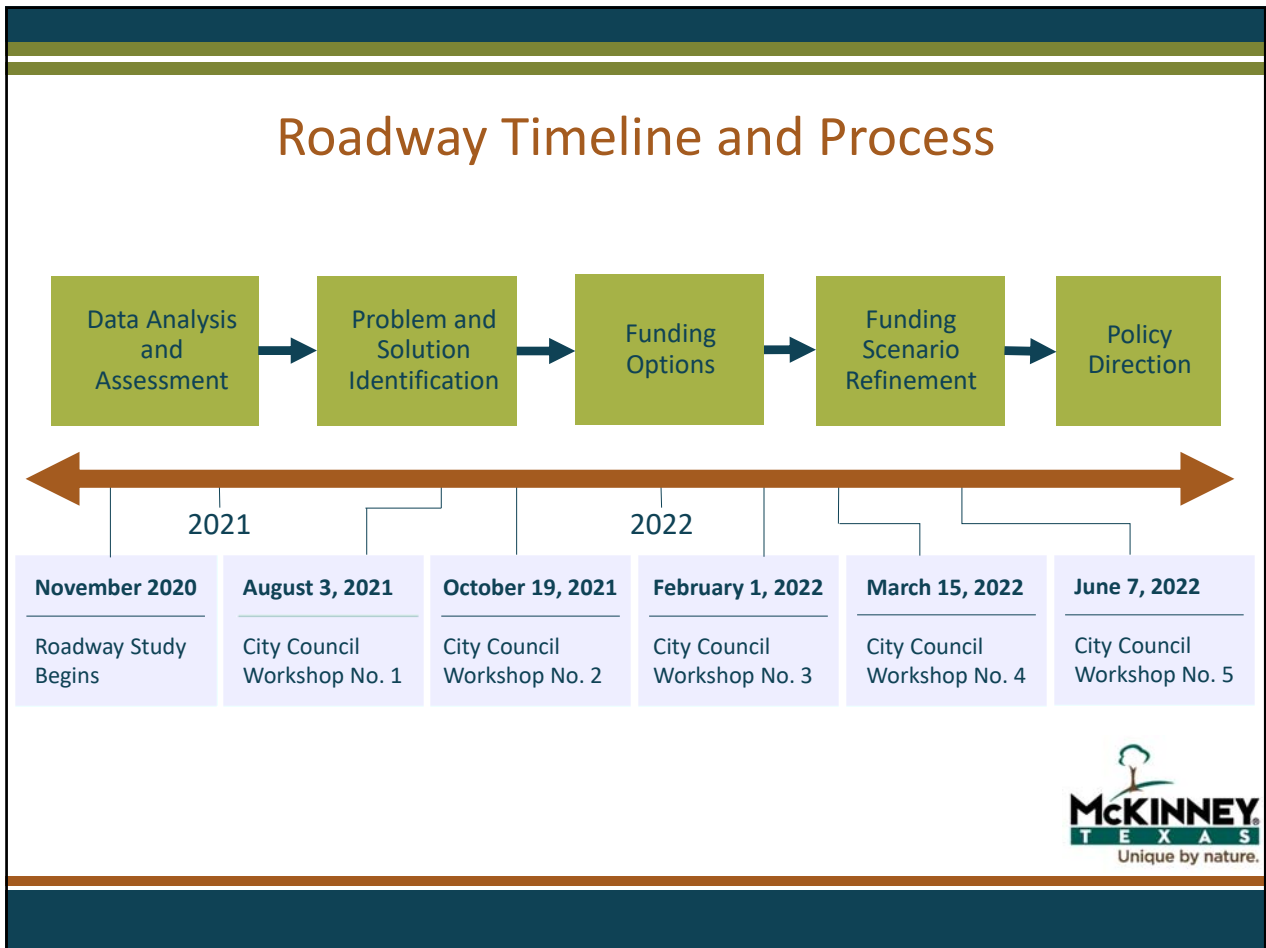 Roadway Timeline and Process
Data Analysis
and
Assessment
Problem and
Solution
Identification
Funding
Options
Funding
Scenario
Refinement
Policy
Direction
2021
2022
November 2020
Roadway Study
Begins
August 3, 2021
City Council
Workshop No. 1
October 19, 2021
City Council
Workshop No. 2
February 1, 2022
City Council
Workshop No. 3
March 15, 2022
City Council
Workshop No. 4
June 7, 2022
City Council
Workshop No. 5
McKINNEY®
TEXAS
Unique by nature.